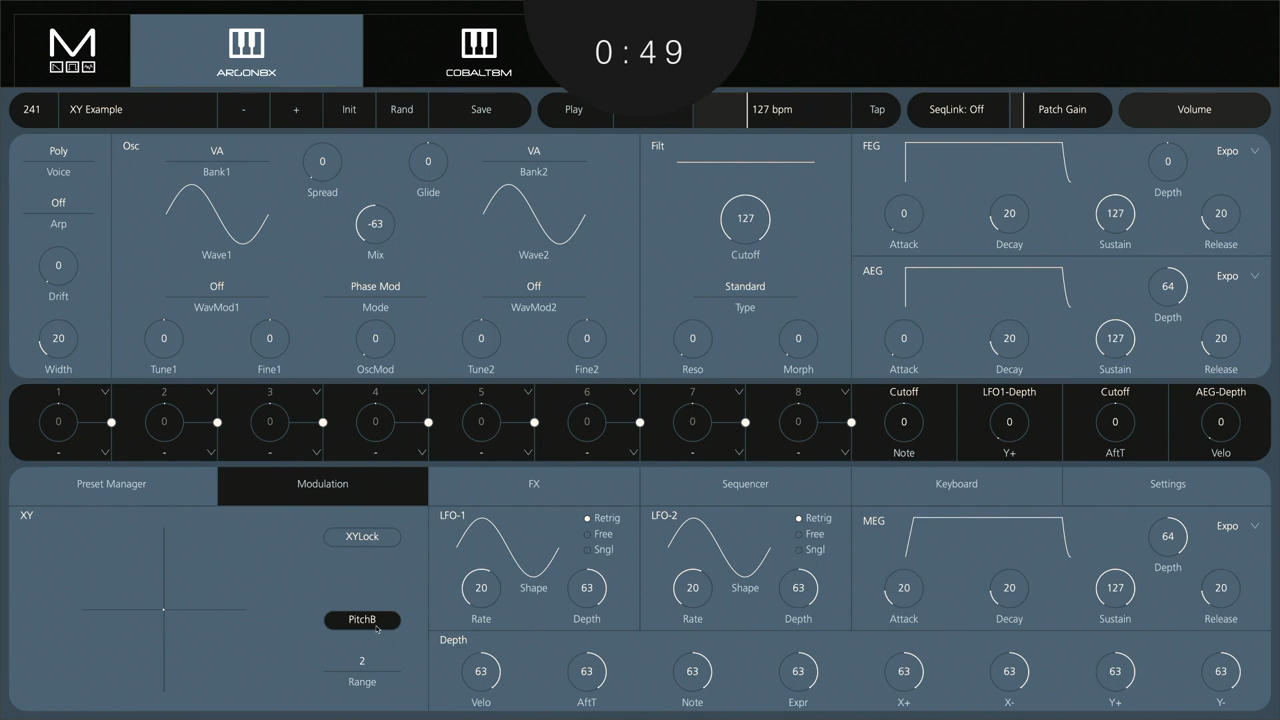 M
ARGON8X
COBALT8M
0:49
241 XY Example - + Init Rand Save Play 127 bpm Tap SeqLink: Off Patch Gain Volume
Poly
Voice
Off
Arp
0
Drift
20
Width
Osc
VA
Bank1
0
Spread
0
Glide
VA
Bank2
Wave1
-63
Mix
Wave2
Off
WavMod1
Phase Mod
Mode
Off
WavMod2
0 0 0 0 0
Tune1 Fine1 OscMod Tune2 Fine2
Filt
127
Cutoff
Standard
Type
0 0
Reso Morph
FEG
Expo
0
Depth
0 20 127 20
Attack Decay Sustain Release
AEG
Expo
64
Depth
0 20 127 20
Attack Decay Sustain Release
1 2 3 4 5 6 7 8 Cutoff LFO1-Depth Cutoff AEG-Depth
0 0 0 0 0 0 0 0 0 0 0 0
- - - - - - - - Note Y+ AftT Velo
Preset Manager Modulation FX Sequencer Keyboard Settings
XY
XYLock
PitchB
2
Range
LFO-1
Retrig
Free
Sngl
20 Shape 63
Rate Depth
LFO-2
Retrig
Free
Sngl
20 Shape 63
Rate Depth
MEG
Expo
64
Depth
20 20 127 20
Attack Decay Sustain Release
Depth
63 63 63 63 63 63 63 63
Velo AftT Note Expr X+ X- Y+ Y-